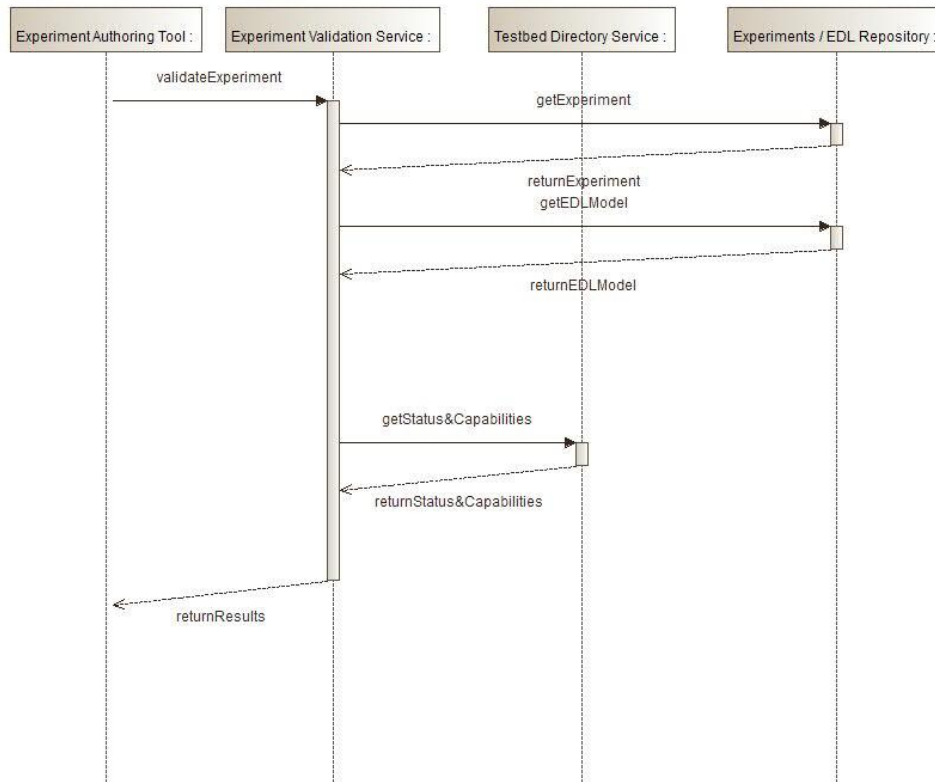 Experiment Authoring Tool :
Experiment Validation Service :
Testbed Directory Service :
Experiments / EDL Repository :
validateExperiment
getExperiment
returnExperiment
getEDLModel
returnEDLModel
getStatus&Capabilities
returnStatus&Capabilities
returnResults